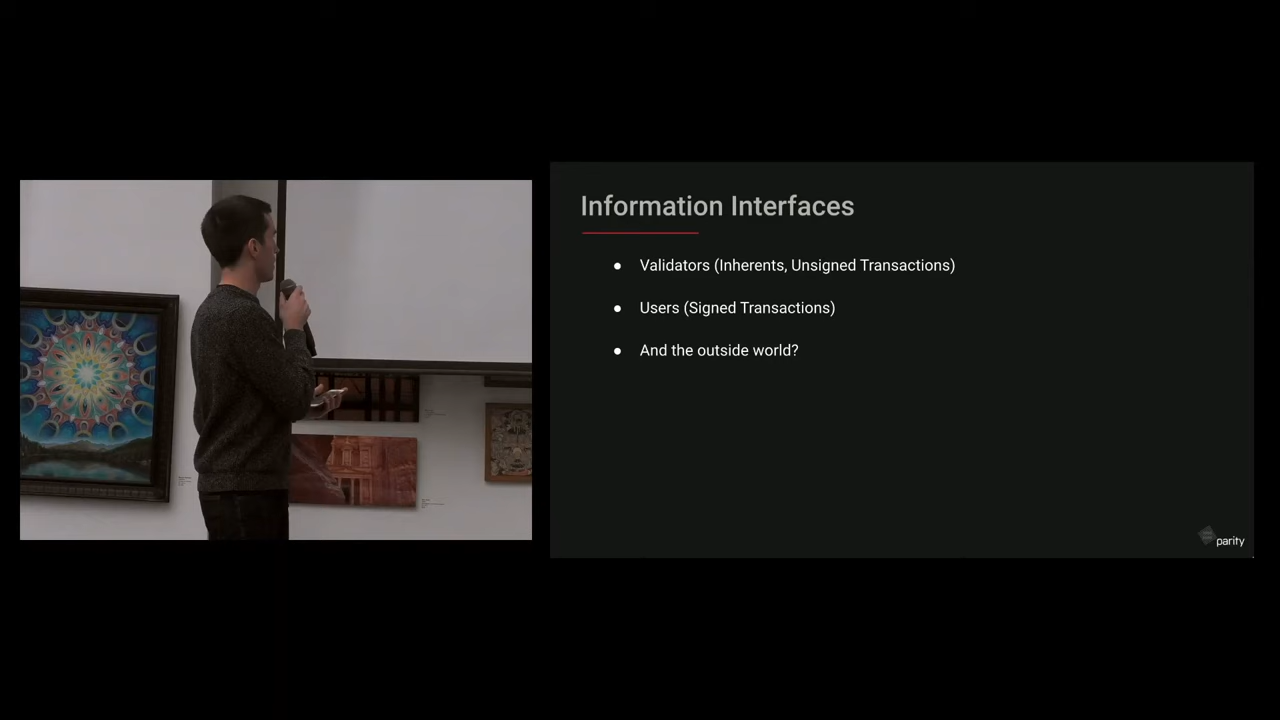 Information Interfaces
● Validators (Inherents, Unsigned Transactions)
● Users (Signed Transactions)
● And the outside world?
parity